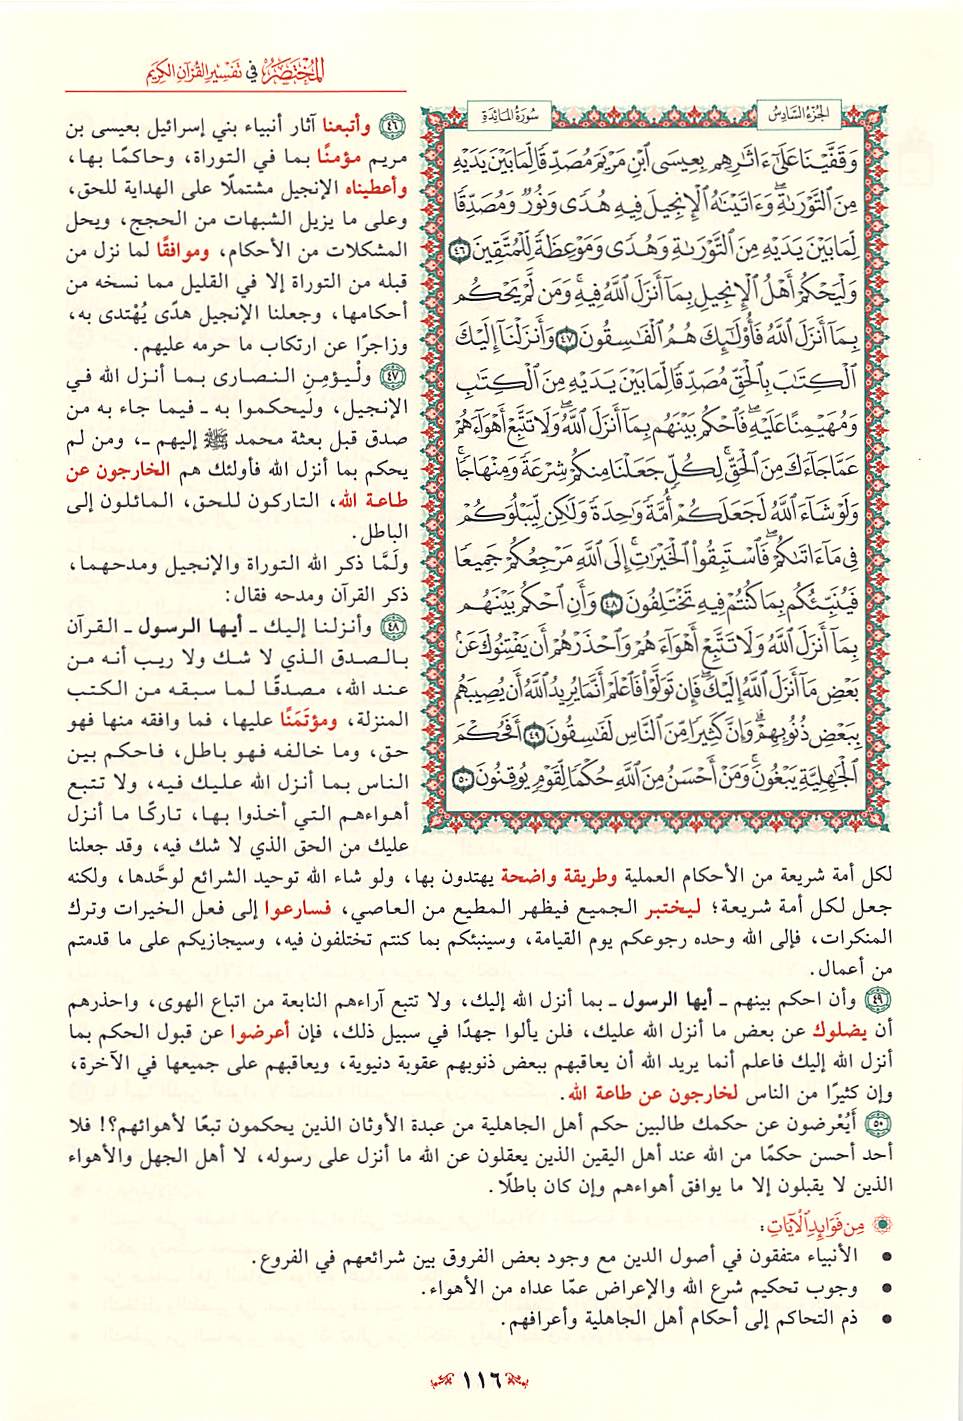 المختصر في تفسير القرآن الكريم
الجزء السادس
سورة المائدة
وَقَفَّيْنَا عَلَىٰٓ ءَاثَٰرِهِم بِعِيسَى ٱبْنِ مَرْيَمَ مُصَدِّقًا لِّمَا بَيْنَ يَدَيْهِ
مِنَ ٱلتَّوْرَىٰةِۖ وَءَاتَيْنَٰهُ ٱلْإِنجِيلَ فِيهِ هُدًى وَنُورٌ وَمُصَدِّقًا
لِّمَا بَيْنَ يَدَيْهِ مِنَ ٱلتَّوْرَىٰةِ وَهُدًى وَمَوْعِظَةً لِّلْمُتَّقِينَ ٤٦
وَلْيَحْكُمْ أَهْلُ ٱلْإِنجِيلِ بِمَآ أَنزَلَ ٱللَّهُ فِيهِۚ وَمَن لَّمْ يَحْكُم
بِمَآ أَنزَلَ ٱللَّهُ فَأُوْلَٰٓئِكَ هُمُ ٱلْفَٰسِقُونَ ٤٧ وَأَنزَلْنَآ إِلَيْكَ
ٱلْكِتَٰبَ بِٱلْحَقِّ مُصَدِّقًا لِّمَا بَيْنَ يَدَيْهِ مِنَ ٱلْكِتَٰبِ
وَمُهَيْمِنًا عَلَيْهِۖ فَٱحْكُم بَيْنَهُم بِمَآ أَنزَلَ ٱللَّهُۖ وَلَا تَتَّبِعْ أَهْوَآءَهُمْ
عَمَّا جَآءَكَ مِنَ ٱلْحَقِّۚ لِكُلٍّ جَعَلْنَا مِنكُمْ شِرْعَةً وَمِنْهَاجًاۚ
وَلَوْ شَآءَ ٱللَّهُ لَجَعَلَكُمْ أُمَّةً وَٰحِدَةً وَلَٰكِن لِّيَبْلُوَكُمْ
فِي مَآ ءَاتَىٰكُمْۖ فَٱسْتَبِقُواْ ٱلْخَيْرَٰتِۚ إِلَى ٱللَّهِ مَرْجِعُكُمْ جَمِيعًا
فَيُنَبِّئُكُم بِمَا كُنتُمْ فِيهِ تَخْتَلِفُونَ ٤٨ وَأَنِ ٱحْكُم بَيْنَهُم
بِمَآ أَنزَلَ ٱللَّهُ وَلَا تَتَّبِعْ أَهْوَآءَهُمْ وَٱحْذَرْهُمْ أَن يَفْتِنُوكَ عَنۢ
بَعْضِ مَآ أَنزَلَ ٱللَّهُ إِلَيْكَۖ فَإِن تَوَلَّوْاْ فَٱعْلَمْ أَنَّمَا يُرِيدُ ٱللَّهُ أَن يُصِيبَهُم
بِبَعْضِ ذُنُوبِهِمْۗ وَإِنَّ كَثِيرًا مِّنَ ٱلنَّاسِ لَفَٰسِقُونَ ٤٩ أَفَحُكْمَ
ٱلْجَٰهِلِيَّةِ يَبْغُونَۚ وَمَنْ أَحْسَنُ مِنَ ٱللَّهِ حُكْمًا لِّقَوْمٍ يُوقِنُونَ ٥٠
٤٦ وأتبعنا آثار أنبياء بني إسرائيل بعيسى بن
مريم مؤمنًا بما في التوراة، وحاكمًا بها،
وأعطيناه الإنجيل مشتملًا على الهداية للحق،
وعلى ما يزيل الشبهات من الحجج، ويحل
المشكلات من الأحكام، وموافقًا لما نزل من
قبله من التوراة إلا في القليل مما نسخه من
أحكامها، وجعلنا الإنجيل هدًى يُهْتدى به،
وزاجرًا عن ارتكاب ما حرمه عليهم.
٤٧ ولْيؤمنِ النصارى بما أنزل الله في
الإنجيل، وليحكموا به ـ فيما جاء به من
صدق قبل بعثة محمد ﷺ إليهم ـ، ومن لم
يحكم بما أنزل الله فأولئك هم الخارجون عن
طاعة الله، التاركون للحق، المائلون إلى
الباطل.
ولَمَّا ذكر الله التوراة والإنجيل ومدحهما،
ذكر القرآن ومدحه فقال:
٤٨ وأنزلنا إليك ـ أيها الرسول ـ القرآن
بالصدق الذي لا شك ولا ريب أنه من
عند الله، مصدقًا لما سبقه من الكتب
المنزلة، ومؤتَمَنًا عليها، فما وافقه منها فهو
حق، وما خالفه فهو باطل، فاحكم بين
الناس بما أنزل الله عليك فيه، ولا تتبع
أهواءهم التي أخذوا بها، تاركًا ما أنزل
عليك من الحق الذي لا شك فيه، وقد جعلنا
لكل أمة شريعة من الأحكام العملية وطريقة واضحة يهتدون بها، ولو شاء الله توحيد الشرائع لوحَّدها، ولكنه
جعل لكل أمة شريعة؛ ليختبر الجميع فيظهر المطيع من العاصي، فسارعوا إلى فعل الخيرات وترك
المنكرات، فإلى الله وحده رجوعكم يوم القيامة، وسينبئكم بما كنتم تختلفون فيه، وسيجازيكم على ما قدمتم
من أعمال.
٤٩ وأن احكم بينهم ـ أيها الرسول ـ بما أنزل الله إليك، ولا تتبع آراءهم النابعة من اتباع الهوى، واحذرهم
أن يضلوك عن بعض ما أنزل الله عليك، فلن يألوا جهدًا في سبيل ذلك، فإن أعرضوا عن قبول الحكم بما
أنزل الله إليك فاعلم أنما يريد الله أن يعاقبهم ببعض ذنوبهم عقوبة دنيوية، ويعاقبهم على جميعها في الآخرة،
وإن كثيرًا من الناس لخارجون عن طاعة الله.
٥٠ أَيُعْرضون عن حكمك طالبين حكم أهل الجاهلية من عبدة الأوثان الذين يحكمون تبعًا لأهوائهم؟! فلا
أحد أحسن حكمًا من الله عند أهل اليقين الذين يعقلون عن الله ما أنزل على رسوله، لا أهل الجهل والأهواء
الذين لا يقبلون إلا ما يوافق أهواءهم وإن كان باطلًا.
من فوائد الآيات:
• الأنبياء متفقون في أصول الدين مع وجود بعض الفروق بين شرائعهم في الفروع.
• وجوب تحكيم شرع الله والإعراض عمّا عداه من الأهواء.
• ذم التحاكم إلى أحكام أهل الجاهلية وأعرافهم.
١١٦